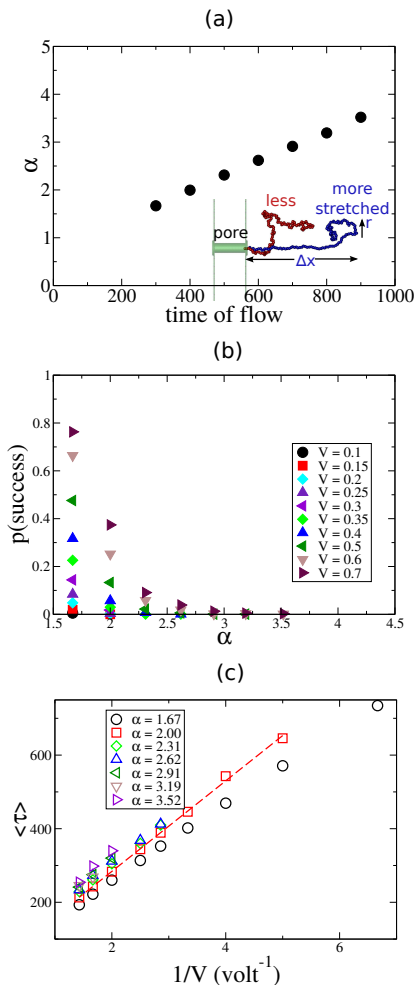 (a)
5
4
3
2
1
0
α
less
more
stretched
r
pore
Δx
0 200 400 600 800 1000
time of flow
(b)
1
0.8
0.6
0.4
0.2
0
p(success)
V = 0.1
V = 0.15
V = 0.2
V = 0.25
V = 0.3
V = 0.35
V = 0.4
V = 0.5
V = 0.6
V = 0.7
1.5 2 2.5 3 3.5 4 4.5
α
(c)
600
400
200
<τ>
α = 1.67
α = 2.00
α = 2.31
α = 2.62
α = 2.91
α = 3.19
α = 3.52
2 4 6
1/V (volt⁻¹)